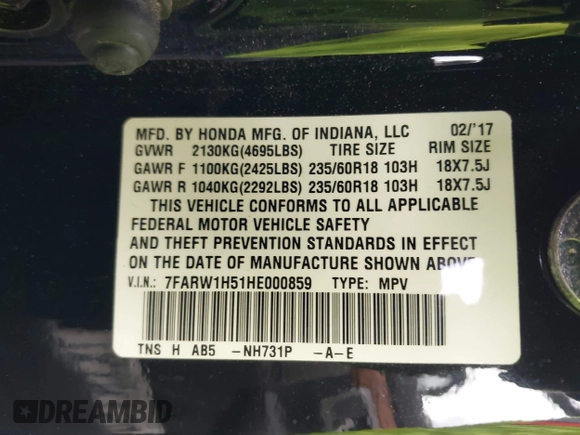 MFD. BY HONDA MFG. OF INDIANA, LLC 02/'17
GVWR 2130KG(4695LBS) TIRE SIZE RIM SIZE
GAWR F 1100KG(2425LBS) 235/60R18 103H 18X7.5J
GAWR R 1040KG(2292LBS) 235/60R18 103H 18X7.5J
THIS VEHICLE CONFORMS TO ALL APPLICABLE
FEDERAL MOTOR VEHICLE SAFETY
AND THEFT PREVENTION STANDARDS IN EFFECT
ON THE DATE OF MANUFACTURE SHOWN ABOVE.
V.I.N.: 7FARW1H51HE000859 TYPE: MPV
TNS H AB5 -NH731P -A-E
DREAMBID